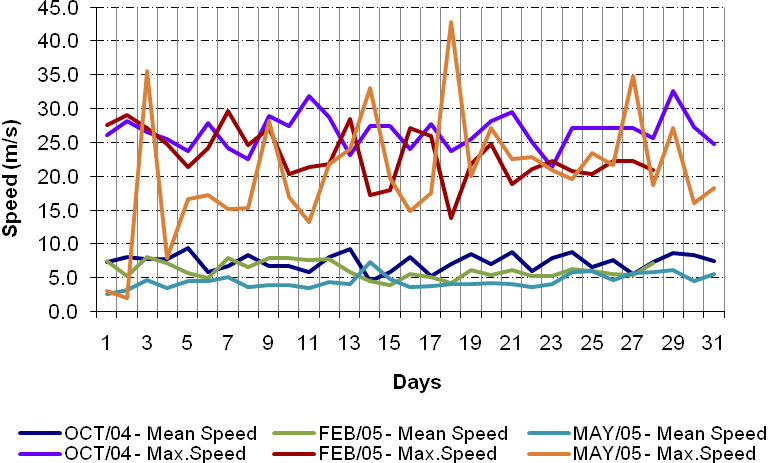 45.0
40.0
35.0
30.0
25.0
20.0
15.0
10.0
5.0
0.0
Speed (m/s)
1 3 5 7 9 11 13 15 17 19 21 23 25 27 29 31
Days
OCT/04 - Mean Speed FEB/05 - Mean Speed MAY/05 - Mean Speed
OCT/04 - Max.Speed FEB/05 - Max.Speed MAY/05 - Max.Speed